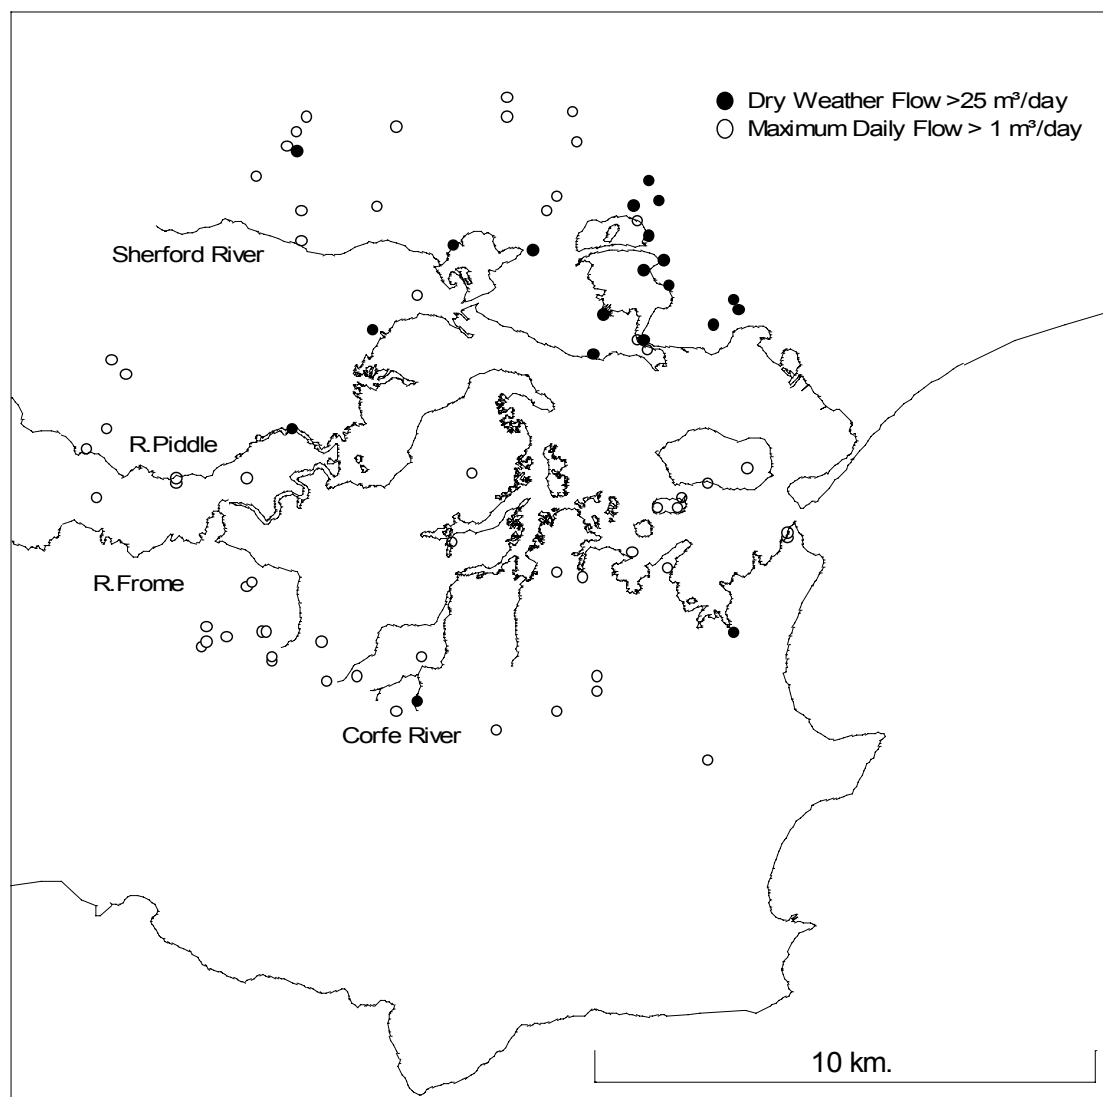 Dry Weather Flow >25 m³/day
Maximum Daily Flow > 1 m³/day
Sherford River
R.Piddle
R.Frome
Corfe River
10 km.